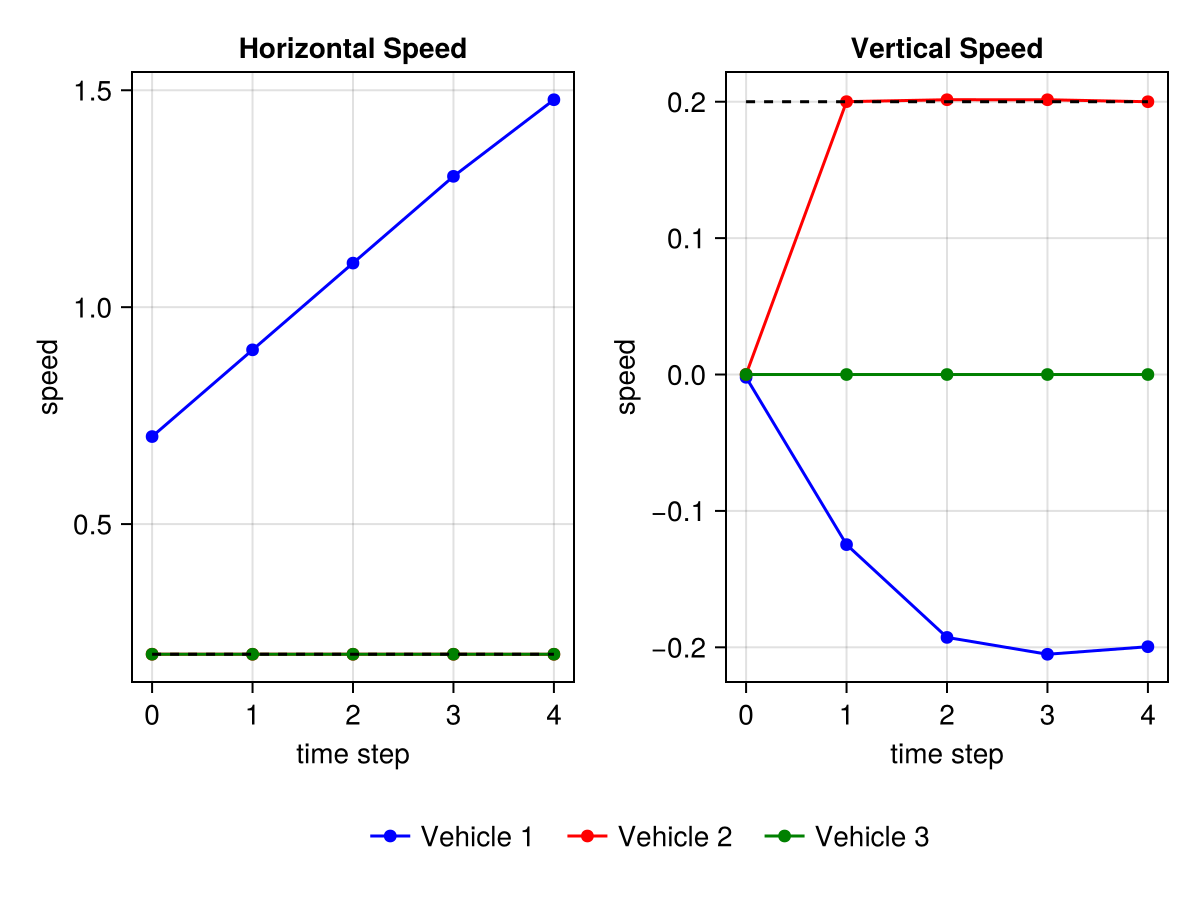 Horizontal Speed
1.5
1.0
0.5
speed
0 1 2 3 4
time step
Vertical Speed
0.2
0.1
0.0
−0.1
−0.2
speed
0 1 2 3 4
time step
Vehicle 1 Vehicle 2 Vehicle 3